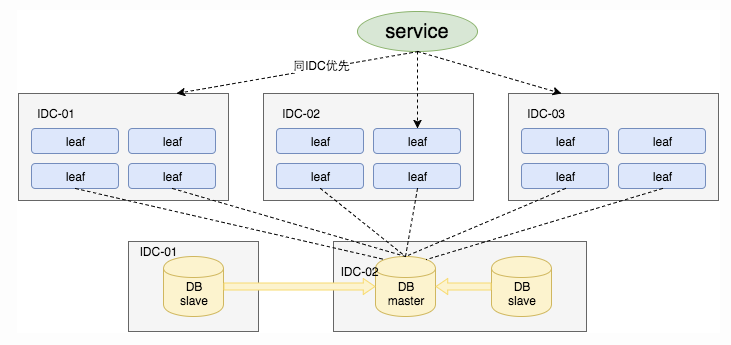 service
同IDC优先
IDC-01
leaf
leaf
leaf
leaf
IDC-02
leaf
leaf
leaf
leaf
IDC-03
leaf
leaf
leaf
leaf
IDC-01
DB
slave
IDC-02
DB
master
DB
slave